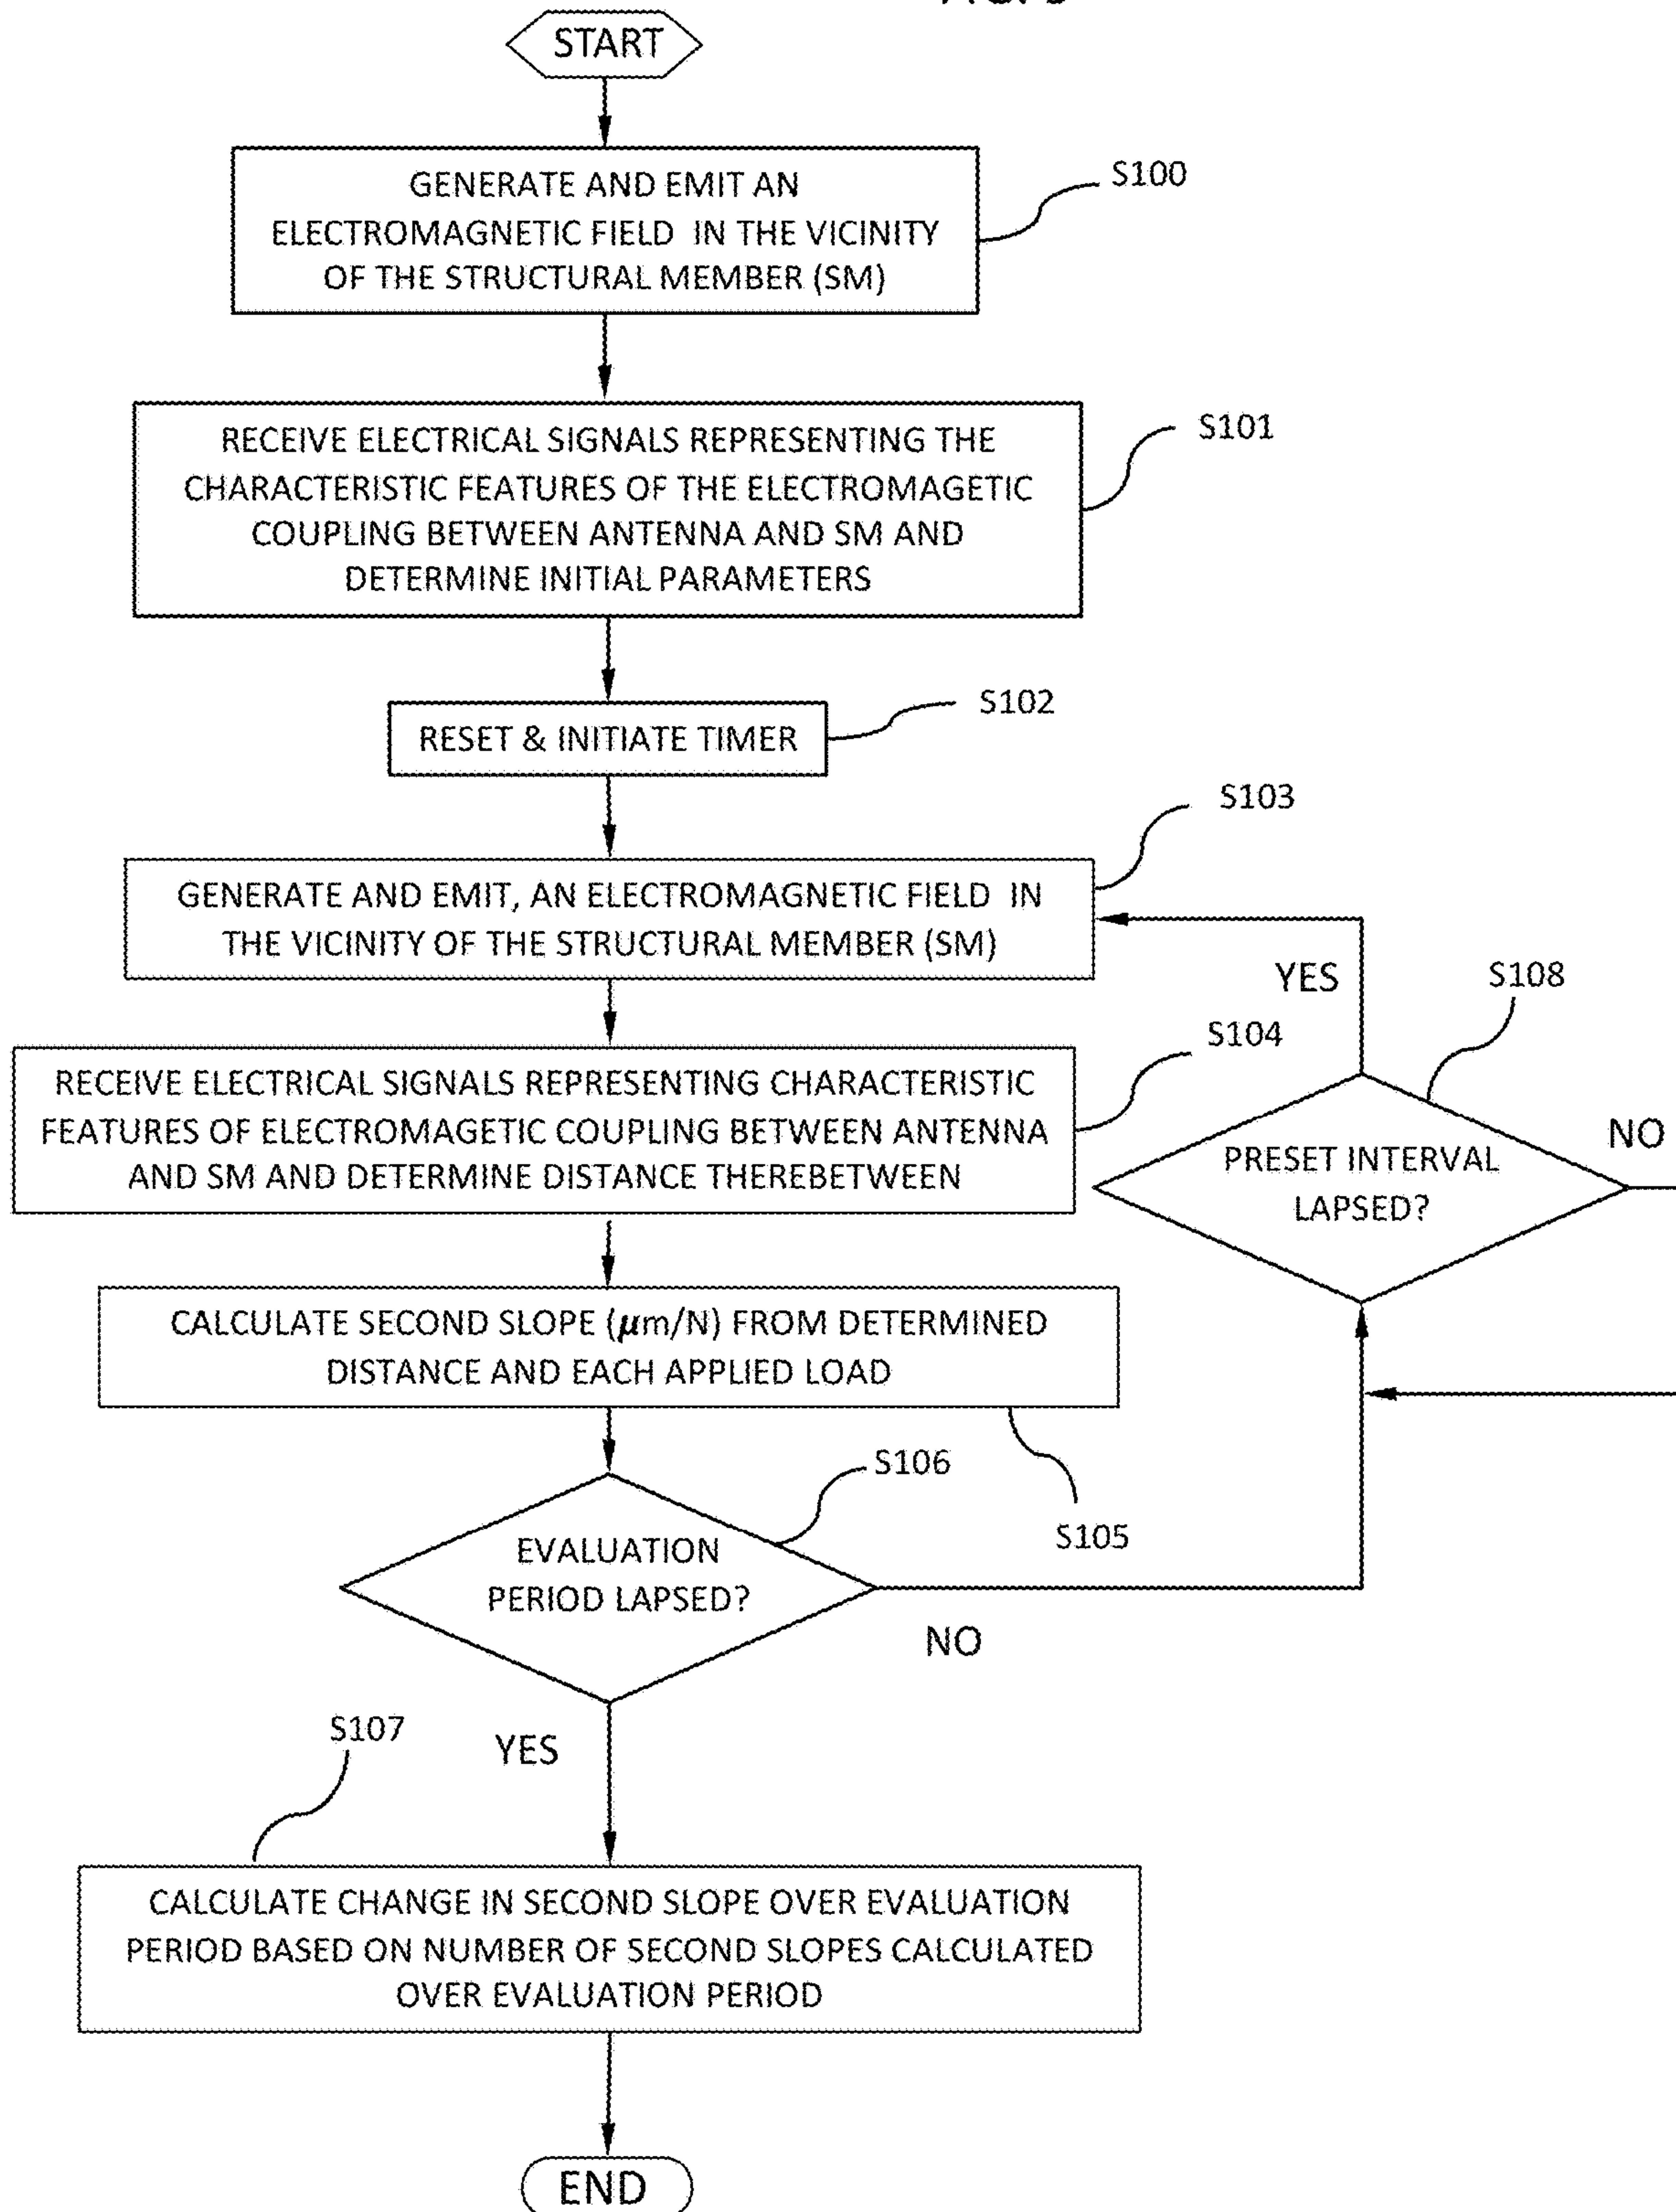 START
GENERATE AND EMIT AN
ELECTROMAGNETIC FIELD IN THE VICINITY
OF THE STRUCTURAL MEMBER (SM)
S100
RECEIVE ELECTRICAL SIGNALS REPRESENTING THE
CHARACTERISTIC FEATURES OF THE ELECTROMAGETIC
COUPLING BETWEEN ANTENNA AND SM AND
DETERMINE INITIAL PARAMETERS
S101
RESET & INITIATE TIMER
S102
S103
GENERATE AND EMIT, AN ELECTROMAGNETIC FIELD IN
THE VICINITY OF THE STRUCTURAL MEMBER (SM)
YES
S108
S104
RECEIVE ELECTRICAL SIGNALS REPRESENTING CHARACTERISTIC
FEATURES OF ELECTROMAGETIC COUPLING BETWEEN ANTENNA
AND SM AND DETERMINE DISTANCE THEREBETWEEN
PRESET INTERVAL
LAPSED?
NO
CALCULATE SECOND SLOPE (μm/N) FROM DETERMINED
DISTANCE AND EACH APPLIED LOAD
S106
S105
EVALUATION
PERIOD LAPSED?
NO
S107
YES
CALCULATE CHANGE IN SECOND SLOPE OVER EVALUATION
PERIOD BASED ON NUMBER OF SECOND SLOPES CALCULATED
OVER EVALUATION PERIOD
END